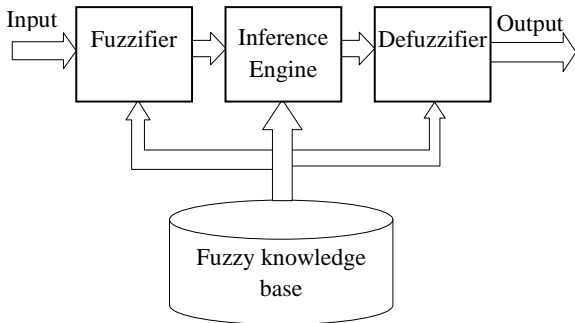 Input
Fuzzifier
Inference
Engine
Defuzzifier
Output
Fuzzy knowledge
base